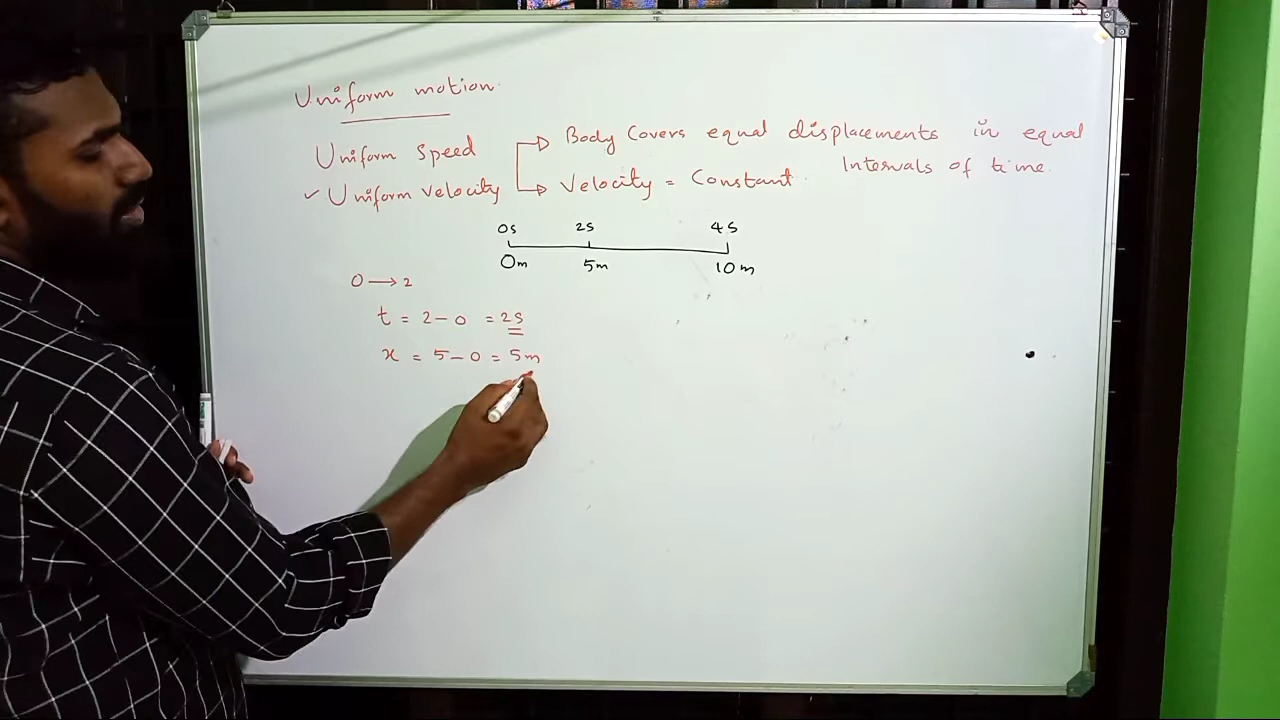 Uniform motion
Uniform Speed
✓ Uniform velocity
Body Covers equal displacements in equal
Intervals of time.
Velocity = Constant.
0s 2s 4s
0m 5m 10m
0 → 2
t = 2 - 0 = 2s
x = 5 - 0 = 5m